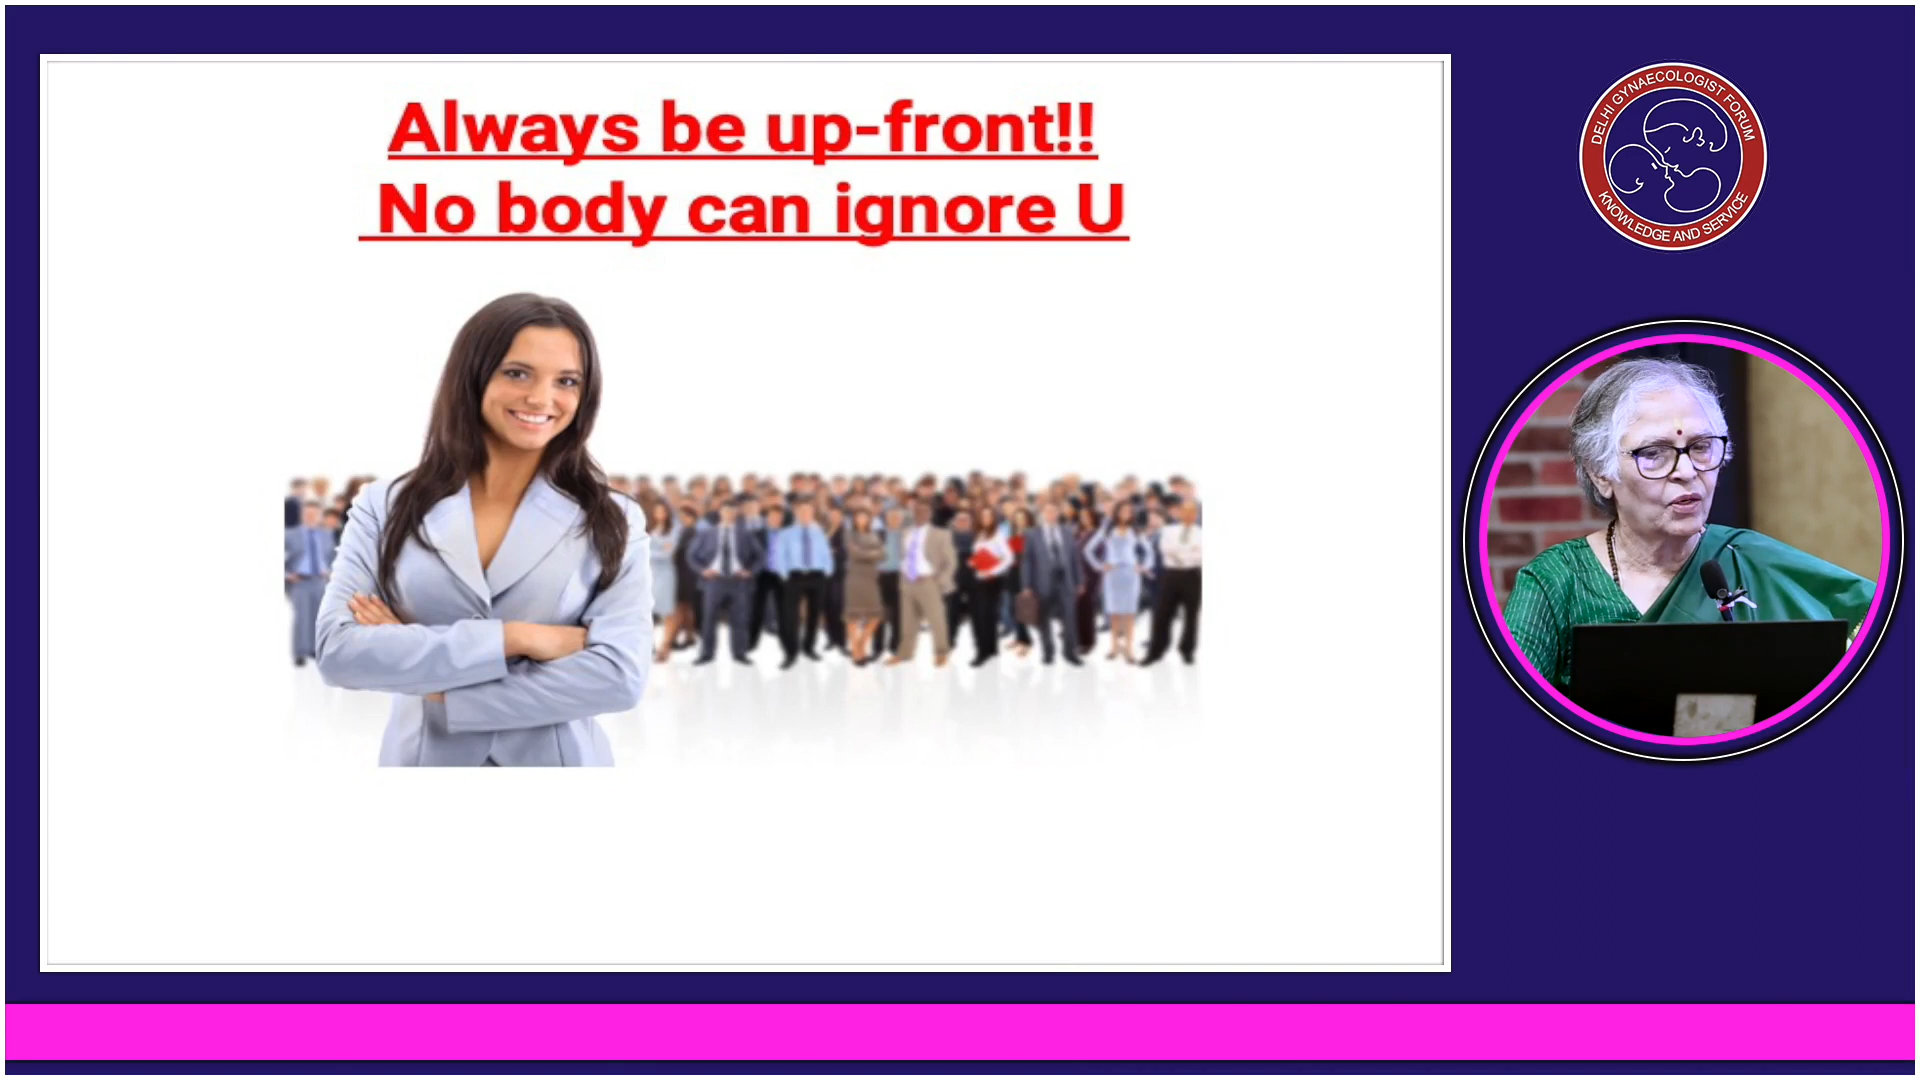 Always be up-front!!
No body can ignore U
DELHI GYNAECOLOGIST FORUM
KNOWLEDGE AND SERVICE